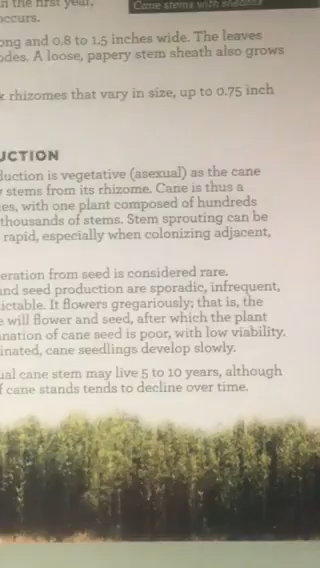 n the first year,
Cane stems with sheaths
occurs.
ong and 0.8 to 1.5 inches wide. The leaves
odes. A loose, papery stem sheath also grows
k rhizomes that vary in size, up to 0.75 inch
UCTION
duction is vegetative (asexual) as the cane
stems from its rhizome. Cane is thus a
es, with one plant composed of hundreds
thousands of stems. Stem sprouting can be
rapid, especially when colonizing adjacent,
eration from seed is considered rare.
and seed production are sporadic, infrequent,
ictable. It flowers gregariously; that is, the
e will flower and seed, after which the plant
ination of cane seed is poor, with low viability.
inated, cane seedlings develop slowly.
ual cane stem may live 5 to 10 years, although
f cane stands tends to decline over time.